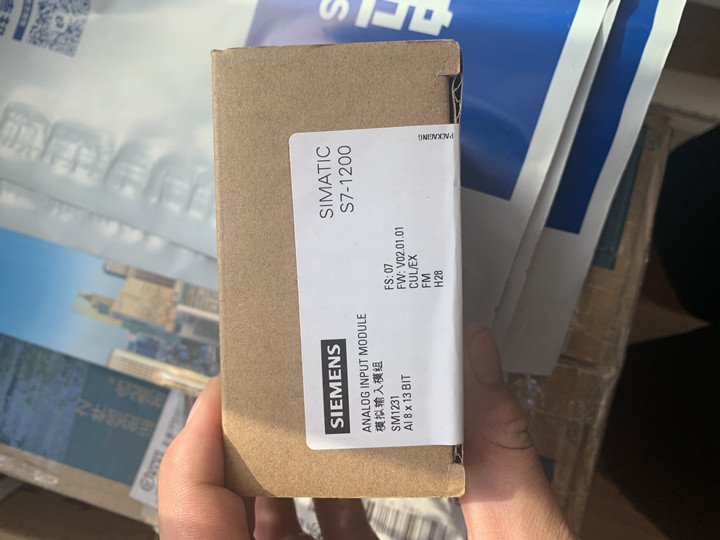 SIEMENS
SIMATIC
S7-1200
ANALOG INPUT MODULE
模拟输入模组
SM1231
AI 8 x 13 BIT
FS: 07
FW: V02.01.01
CUL/EX
FM
H28
PACKAGING